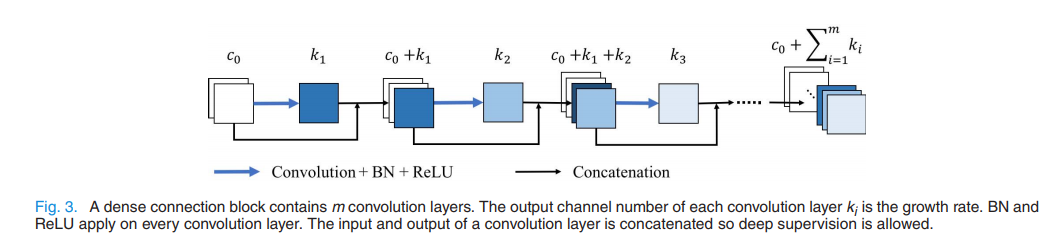 c₀ k₁ c₀ +k₁ k₂ c₀ +k₁ +k₂ k₃ c₀ + ∑ᵢ₌₁ᵐ kᵢ
Convolution + BN + ReLU Concatenation
Fig. 3. A dense connection block contains m convolution layers. The output channel number of each convolution layer kᵢ is the growth rate. BN and
ReLU apply on every convolution layer. The input and output of a convolution layer is concatenated so deep supervision is allowed.